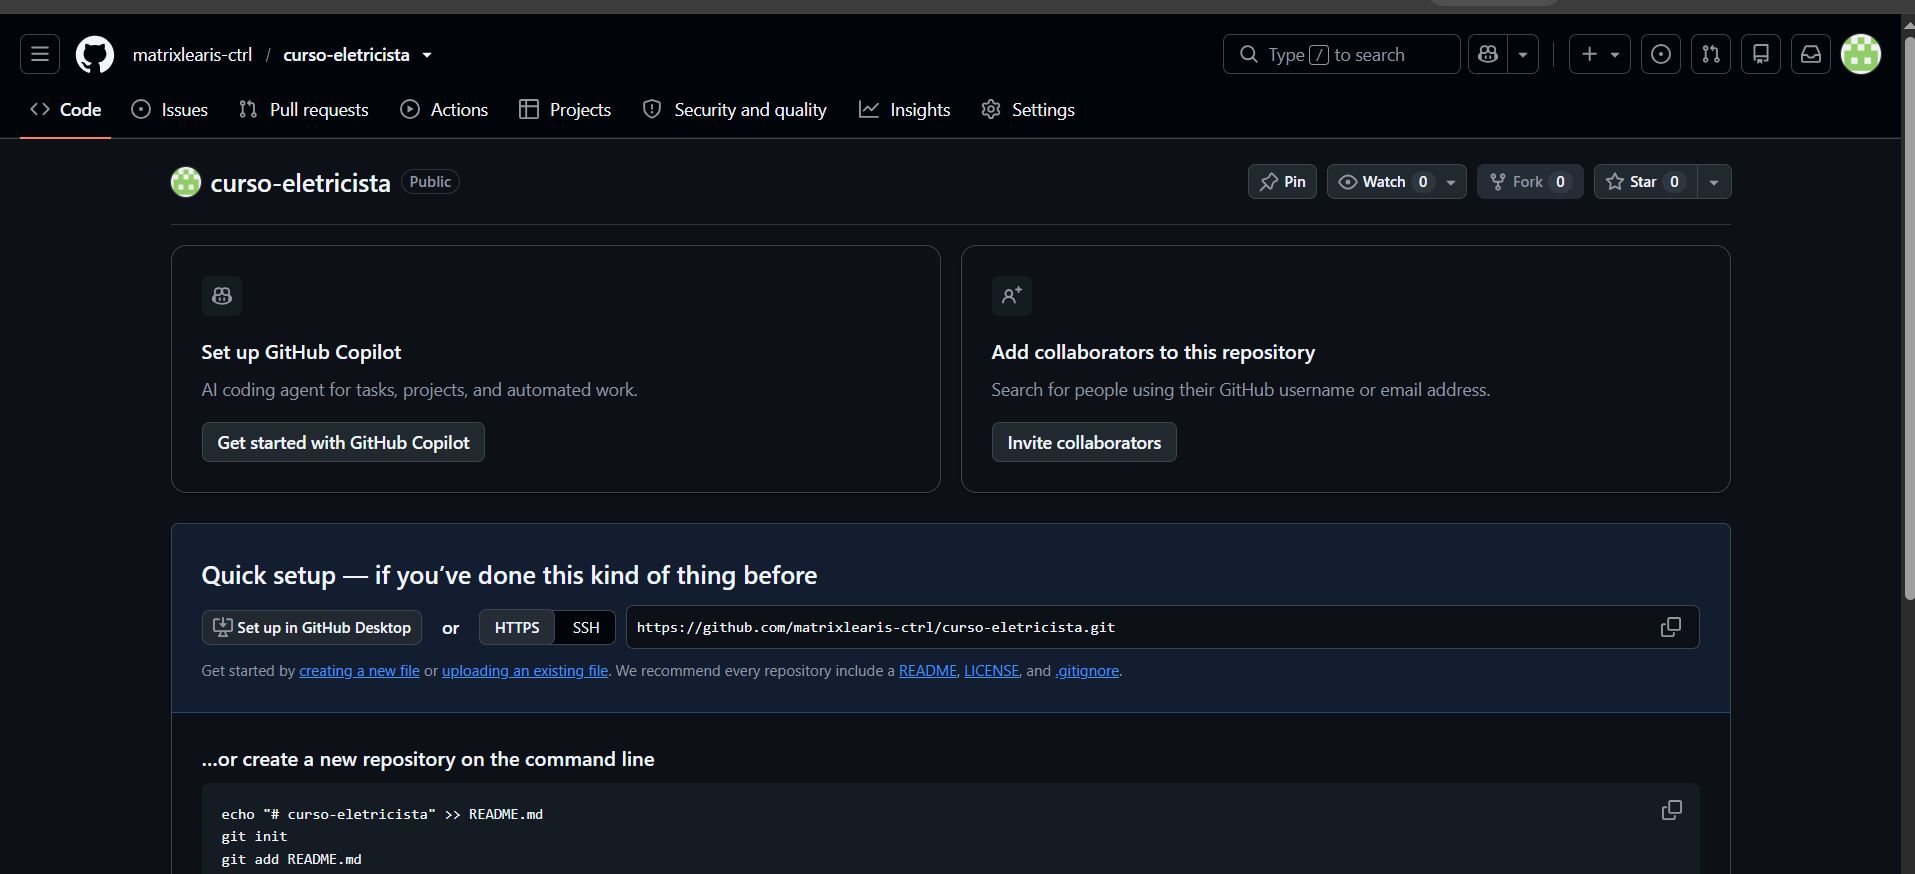 matrixlearis-ctrl / curso-eletricista
Type / to search
Code Issues Pull requests Actions Projects Security and quality Insights Settings
curso-eletricista Public
Pin Watch 0 Fork 0 Star 0
Set up GitHub Copilot
AI coding agent for tasks, projects, and automated work.
Get started with GitHub Copilot
Add collaborators to this repository
Search for people using their GitHub username or email address.
Invite collaborators
Quick setup — if you’ve done this kind of thing before
Set up in GitHub Desktop or HTTPS SSH https://github.com/matrixlearis-ctrl/curso-eletricista.git
Get started by creating a new file or uploading an existing file. We recommend every repository include a README, LICENSE, and .gitignore.
…or create a new repository on the command line
echo "# curso-eletricista" >> README.md
git init
git add README.md